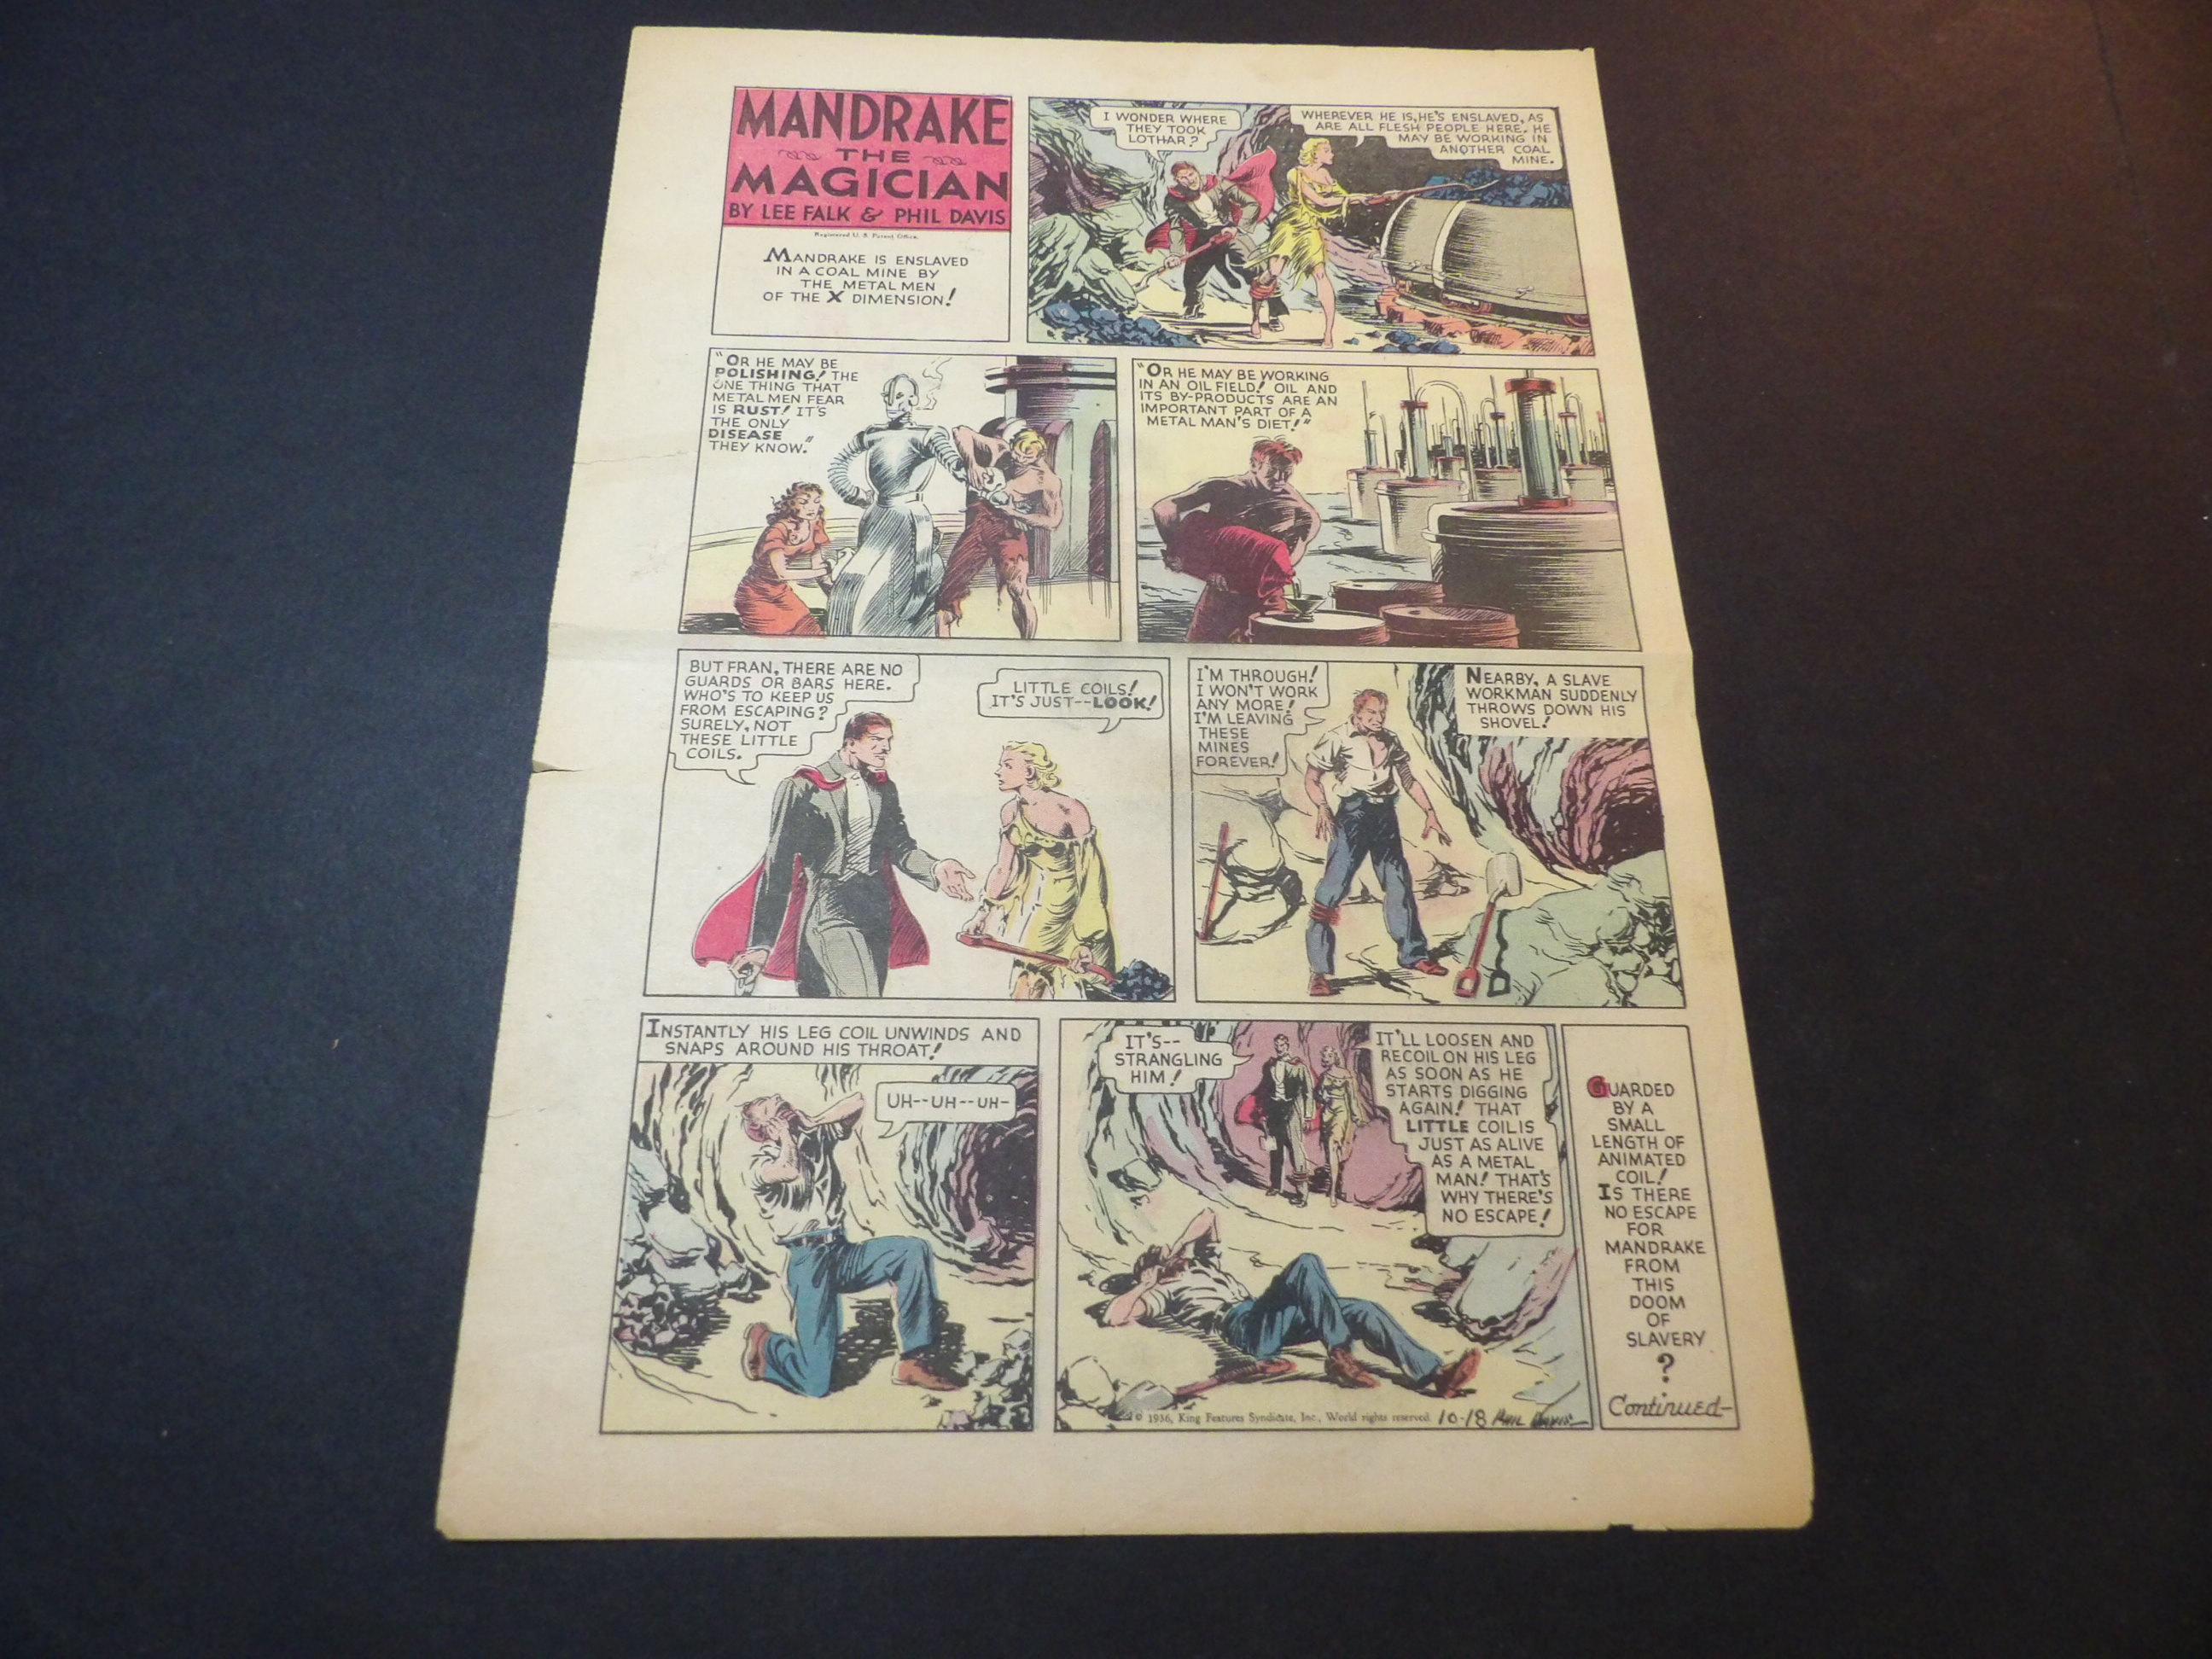 MANDRAKE
THE
MAGICIAN
BY LEE FALK & PHIL DAVIS
Registered U. S. Patent Office.
MANDRAKE IS ENSLAVED
IN A COAL MINE BY
THE METAL MEN
OF THE X DIMENSION!
I WONDER WHERE
THEY TOOK
LOTHAR?
WHEREVER HE IS, HE'S ENSLAVED, AS
ARE ALL FLESH PEOPLE HERE. HE
MAY BE WORKING IN
ANOTHER COAL
MINE.
"OR HE MAY BE
POLISHING! THE
ONE THING THAT
METAL MEN FEAR
IS RUST! IT'S
THE ONLY
DISEASE
THEY KNOW."
"OR HE MAY BE WORKING
IN AN OIL FIELD! OIL AND
ITS BY-PRODUCTS ARE AN
IMPORTANT PART OF A
METAL MAN'S DIET!"
BUT FRAN, THERE ARE NO
GUARDS OR BARS HERE.
WHO'S TO KEEP US
FROM ESCAPING?
SURELY, NOT
THESE LITTLE
COILS.
LITTLE COILS!
IT'S JUST--LOOK!
I'M THROUGH!
I WON'T WORK
ANY MORE!
I'M LEAVING
THESE
MINES
FOREVER!
NEARBY, A SLAVE
WORKMAN SUDDENLY
THROWS DOWN HIS
SHOVEL!
INSTANTLY HIS LEG COIL UNWINDS AND
SNAPS AROUND HIS THROAT!
UH--UH--UH-
IT'S--
STRANGLING
HIM!
IT'LL LOOSEN AND
RECOIL ON HIS LEG
AS SOON AS HE
STARTS DIGGING
AGAIN! THAT
LITTLE COIL IS
JUST AS ALIVE
AS A METAL
MAN! THAT'S
WHY THERE'S
NO ESCAPE!
© 1936, King Features Syndicate, Inc., World rights reserved. 10-18 PHIL DAVIS
GUARDED
BY A
SMALL
LENGTH OF
ANIMATED
COIL!
IS THERE
NO ESCAPE
FOR
MANDRAKE
FROM
THIS
DOOM
OF
SLAVERY
?
Continued-